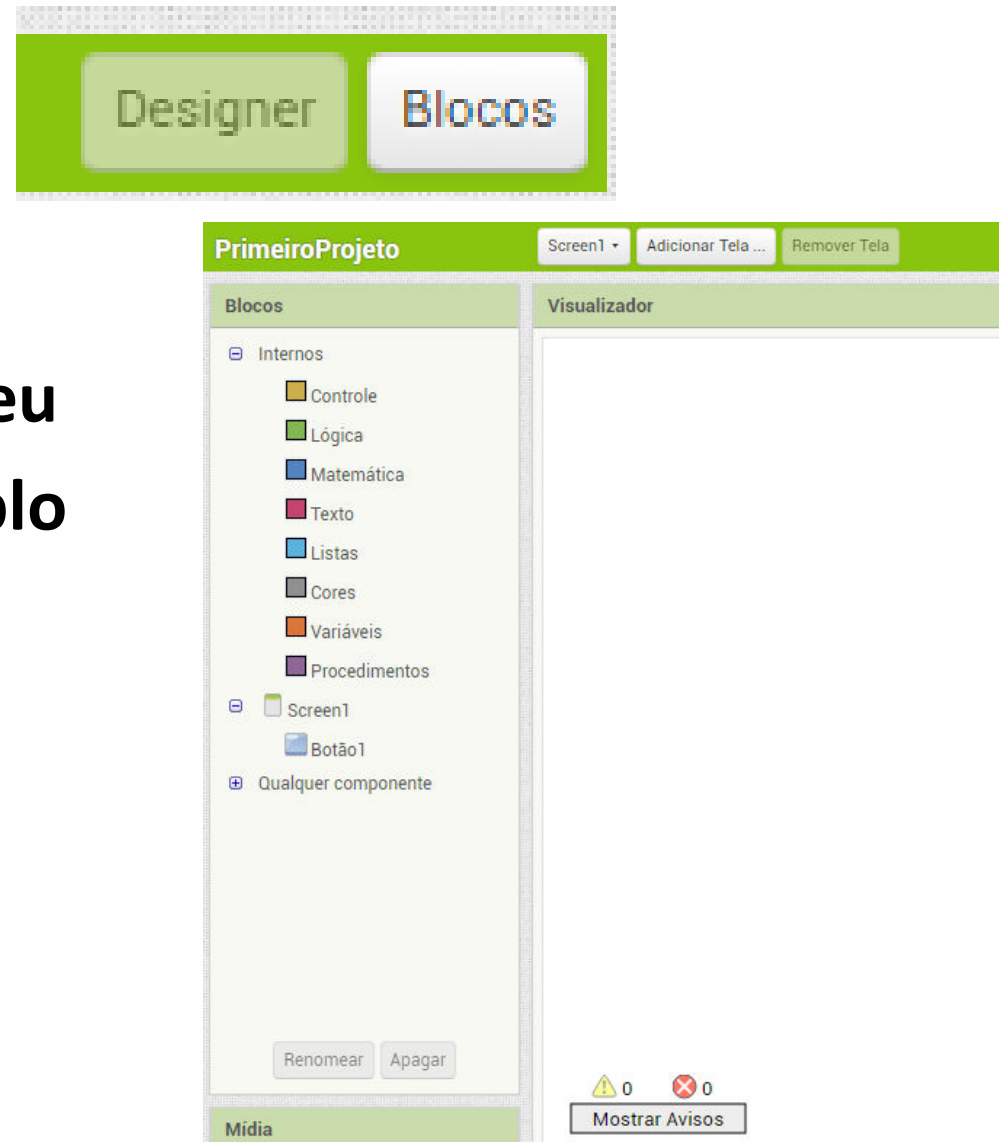 Designer Blocos
PrimeiroProjeto Screen1 Adicionar Tela ... Remover Tela
Blocos
Visualizador
Internos
Controle
Lógica
Matemática
Texto
Listas
Cores
Variáveis
Procedimentos
Screen1
Botão1
Qualquer componente
Renomear Apagar
eu
olo
0 0
Mostrar Avisos
Mídia